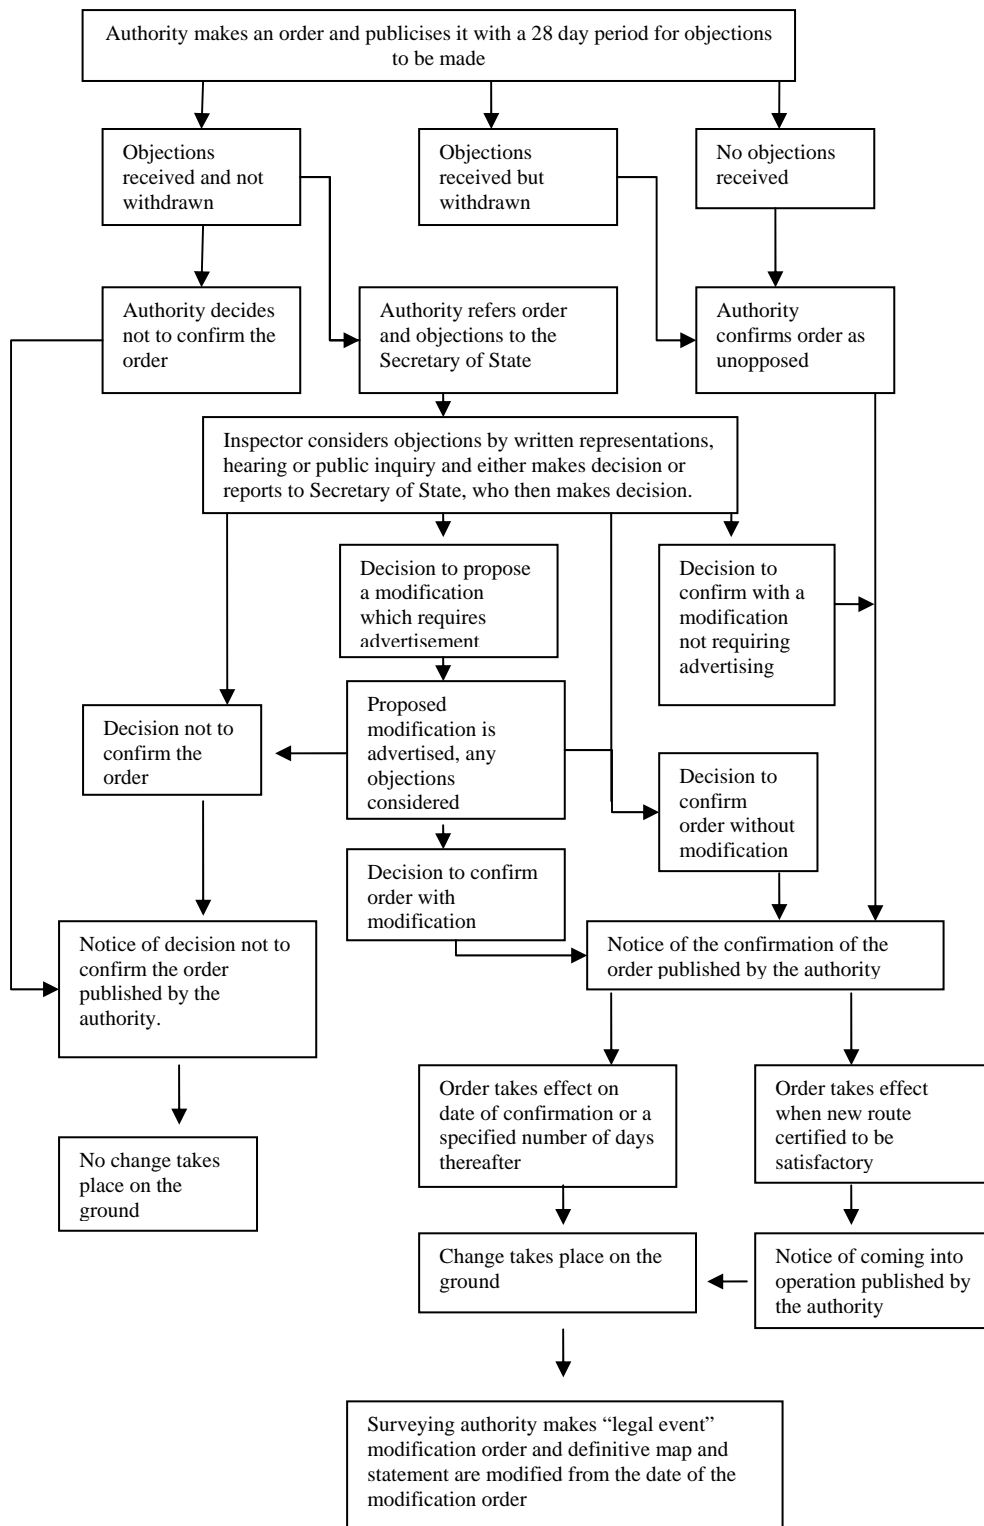 Authority makes an order and publicises it with a 28 day period for objections
to be made
Objections
received and not
withdrawn
Objections
received but
withdrawn
No objections
received
Authority decides
not to confirm the
order
Authority refers order
and objections to the
Secretary of State
Authority
confirms order as
unopposed
Inspector considers objections by written representations,
hearing or public inquiry and either makes decision or
reports to Secretary of State, who then makes decision.
Decision to propose
a modification
which requires
advertisement
Decision to
confirm with a
modification
not requiring
advertising
Decision not to
confirm the
order
Proposed
modification is
advertised, any
objections
considered
Decision to
confirm
order without
modification
Decision to confirm
order with
modification
Notice of decision not to
confirm the order
published by the
authority.
Notice of the confirmation of the
order published by the authority
Order takes effect on
date of confirmation or a
specified number of days
thereafter
Order takes effect
when new route
certified to be
satisfactory
No change takes
place on the
ground
Change takes place on the
ground
Notice of coming into
operation published by
the authority
Surveying authority makes “legal event”
modification order and definitive map and
statement are modified from the date of the
modification order